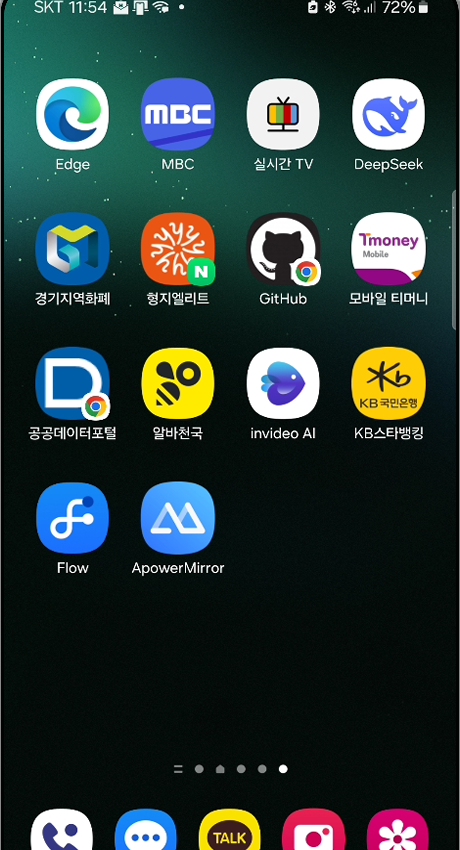 SKT 11:54
72%
MBC
Edge
MBC
실시간 TV
DeepSeek
N
Tmoney
Mobile
경기지역화폐
형지엘리트
GitHub
모바일 티머니
KB국민은행
공공데이터포털
알바천국
invideo AI
KB스타뱅킹
Flow
ApowerMirror
TALK